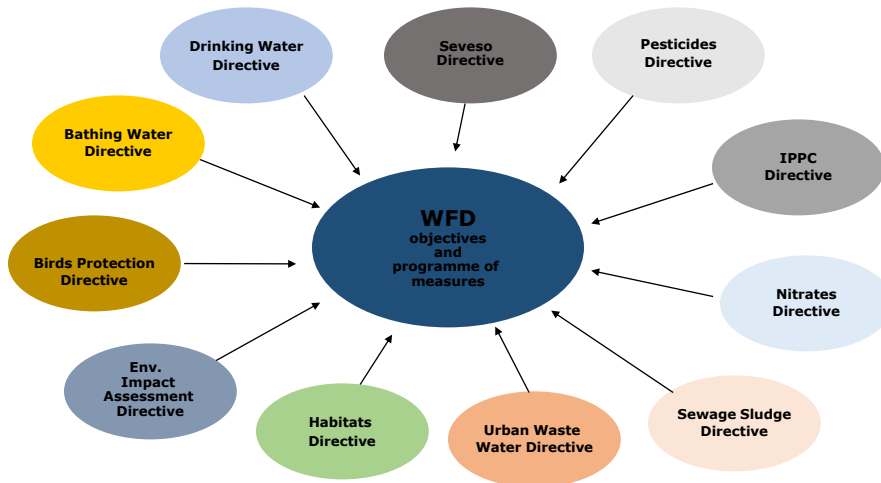 Drinking Water
Directive
Seveso
Directive
Pesticides
Directive
Bathing Water
Directive
IPPC
Directive
WFD
objectives
and
programme of
measures
Birds Protection
Directive
Nitrates
Directive
Env.
Impact
Assessment
Directive
Habitats
Directive
Urban Waste
Water Directive
Sewage Sludge
Directive